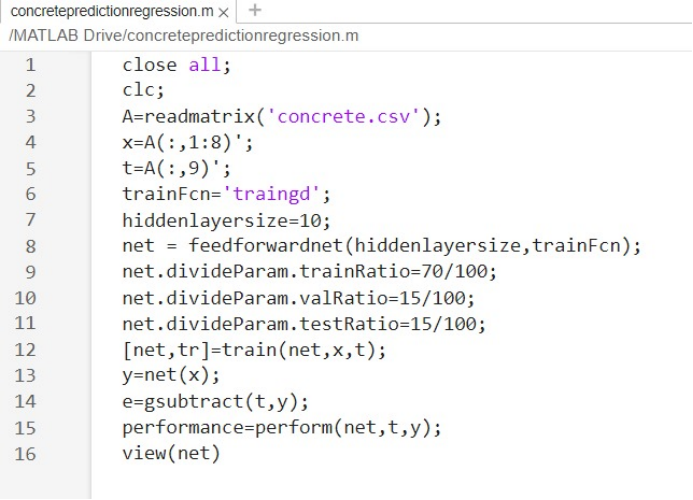 concretepredictionregression.m × +
/MATLAB Drive/concretepredictionregression.m
1 close all;
2 clc;
3 A=readmatrix('concrete.csv');
4 x=A(:,1:8)';
5 t=A(:,9)';
6 trainFcn='traingd';
7 hiddenlayersize=10;
8 net = feedforwardnet(hiddenlayersize,trainFcn);
9 net.divideParam.trainRatio=70/100;
10 net.divideParam.valRatio=15/100;
11 net.divideParam.testRatio=15/100;
12 [net,tr]=train(net,x,t);
13 y=net(x);
14 e=gsubtract(t,y);
15 performance=perform(net,t,y);
16 view(net)